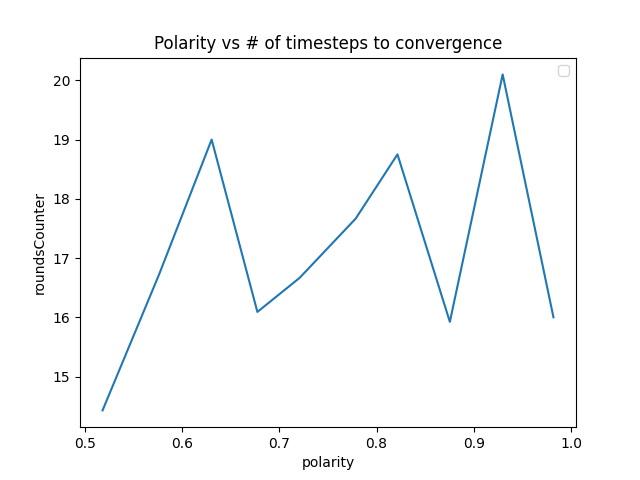 Polarity vs # of timesteps to convergence
20
19
18
17
16
15
roundsCounter
0.5 0.6 0.7 0.8 0.9 1.0
polarity